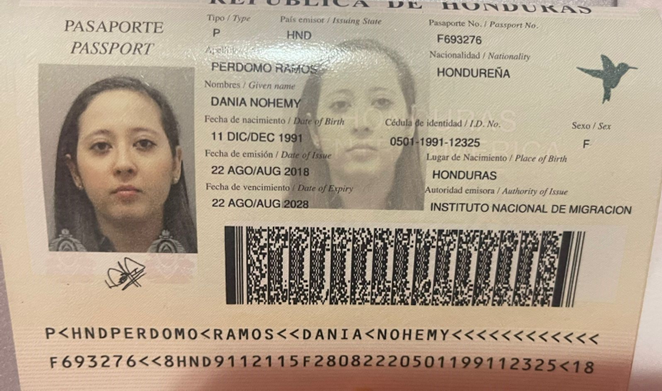 REPUBLICA DE HONDURAS
PASAPORTE
PASSPORT
Tipo / Type País emisor / Issuing State Pasaporte No. / Passport No.
P HND F693276
Nacionalidad / Nationality
PERDOMO RAMOS HONDUREÑA
Nombres / Given name
DANIA NOHEMY
Fecha de nacimiento / Date of Birth Cédula de identidad / I.D. No. Sexo / Sex
11 DIC/DEC 1991 0501-1991-12325 F
Fecha de emisión / Date of Issue Lugar de Nacimiento / Place of Birth
22 AGO/AUG 2018 HONDURAS
Fecha de vencimiento / Date of Expiry Autoridad emisora / Authority of Issue
22 AGO/AUG 2028 INSTITUTO NACIONAL DE MIGRACION
P<HNDPERDOMO<RAMOS<<DANIA<NOHEMY<<<<<<<<<<<<
F693276<<8HND9112115F28082220501199112325<18